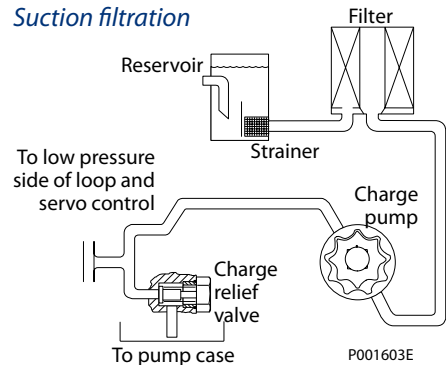 Suction filtration
Filter
Reservoir
Strainer
To low pressure
side of loop and
servo control
Charge
pump
Charge
relief
valve
To pump case
P001603E